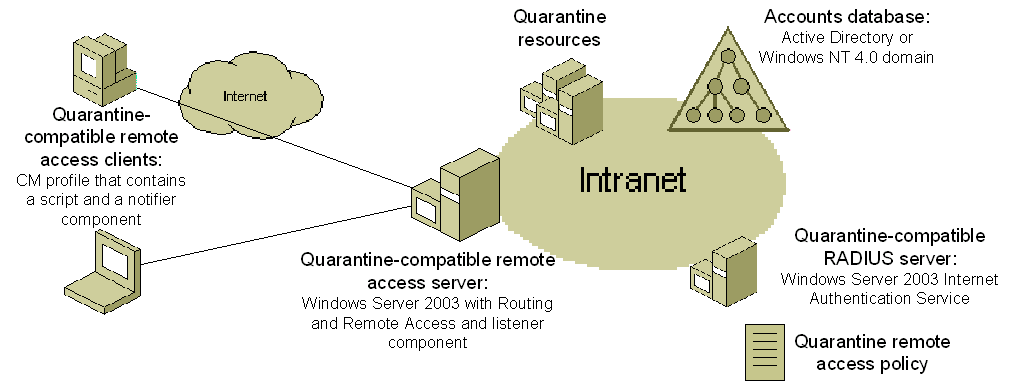 Quarantine
resources
Accounts database:
Active Directory or
Windows NT 4.0 domain
Internet
Quarantine-
compatible remote
access clients:
CM profile that contains
a script and a notifier
component
Intranet
Quarantine-compatible remote
access server:
Windows Server 2003 with Routing
and Remote Access and listener
component
Quarantine-compatible
RADIUS server:
Windows Server 2003 Internet
Authentication Service
Quarantine remote
access policy